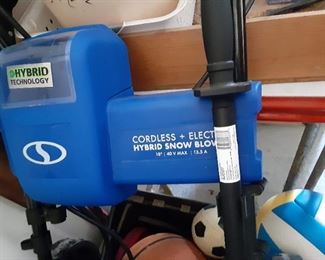 HYBRID
TECHNOLOGY
CORDLESS + ELECT
HYBRID SNOW BLOW
18" | 40 V MAX | 13.5 A